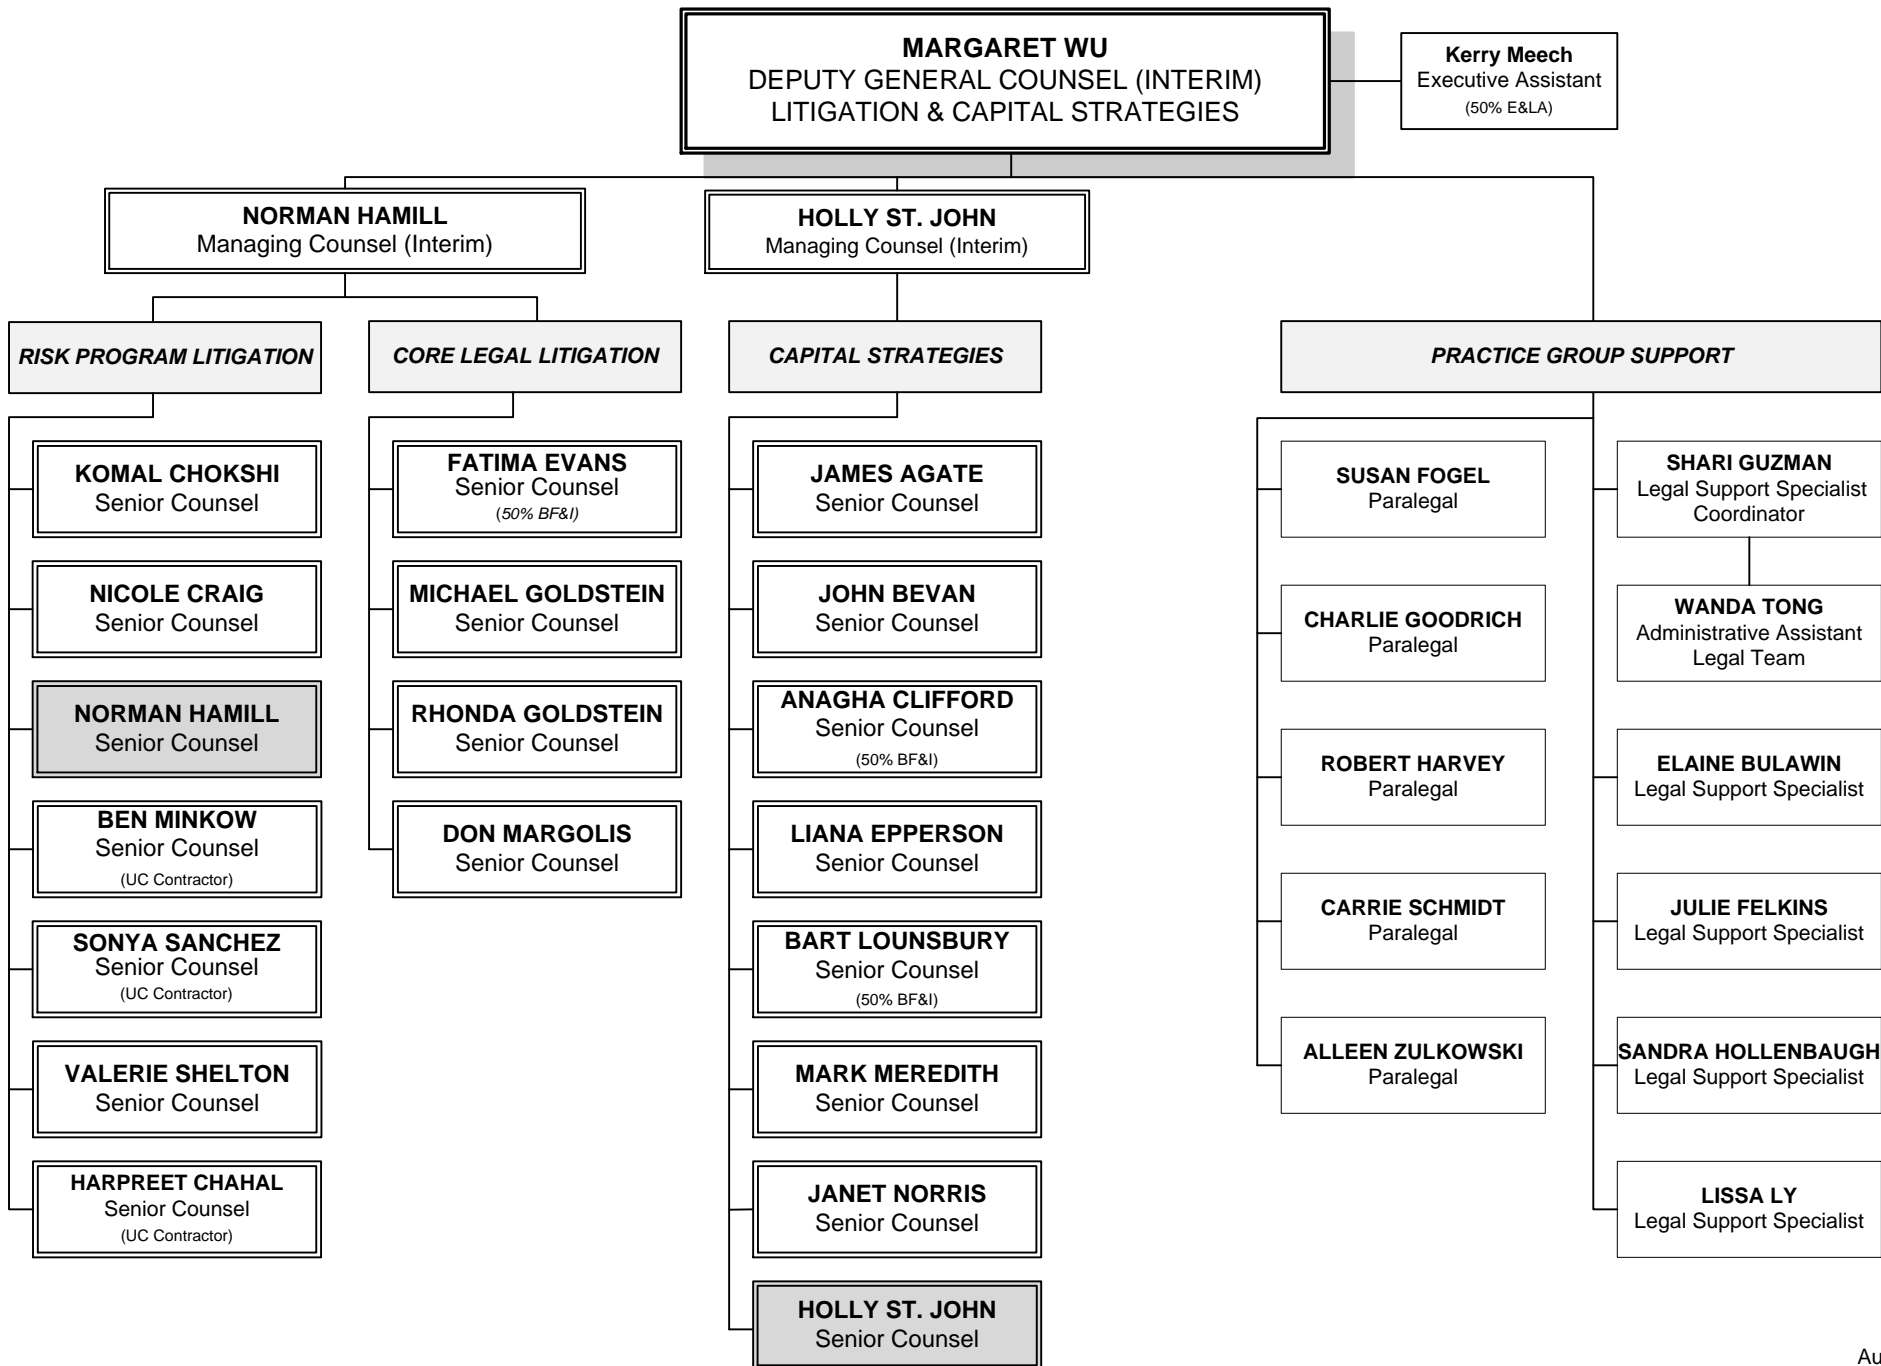 MARGARET WU
DEPUTY GENERAL COUNSEL (INTERIM)
LITIGATION & CAPITAL STRATEGIES
Kerry Meech
Executive Assistant
(50% E&LA)
NORMAN HAMILL
Managing Counsel (Interim)
HOLLY ST. JOHN
Managing Counsel (Interim)
RISK PROGRAM LITIGATION
KOMAL CHOKSHI
Senior Counsel
NICOLE CRAIG
Senior Counsel
NORMAN HAMILL
Senior Counsel
BEN MINKOW
Senior Counsel
(UC Contractor)
SONYA SANCHEZ
Senior Counsel
(UC Contractor)
VALERIE SHELTON
Senior Counsel
HARPREET CHAHAL
Senior Counsel
(UC Contractor)
CORE LEGAL LITIGATION
FATIMA EVANS
Senior Counsel
(50% BF&I)
MICHAEL GOLDSTEIN
Senior Counsel
RHONDA GOLDSTEIN
Senior Counsel
DON MARGOLIS
Senior Counsel
CAPITAL STRATEGIES
JAMES AGATE
Senior Counsel
JOHN BEVAN
Senior Counsel
ANAGHA CLIFFORD
Senior Counsel
(50% BF&I)
LIANA EPPERSON
Senior Counsel
BART LOUNSBURY
Senior Counsel
(50% BF&I)
MARK MEREDITH
Senior Counsel
JANET NORRIS
Senior Counsel
HOLLY ST. JOHN
Senior Counsel
PRACTICE GROUP SUPPORT
SUSAN FOGEL
Paralegal
CHARLIE GOODRICH
Paralegal
ROBERT HARVEY
Paralegal
CARRIE SCHMIDT
Paralegal
ALLEEN ZULKOWSKI
Paralegal
SHARI GUZMAN
Legal Support Specialist
Coordinator
WANDA TONG
Administrative Assistant
Legal Team
ELAINE BULAWIN
Legal Support Specialist
JULIE FELKINS
Legal Support Specialist
SANDRA HOLLENBAUGH
Legal Support Specialist
LISSA LY
Legal Support Specialist
Au